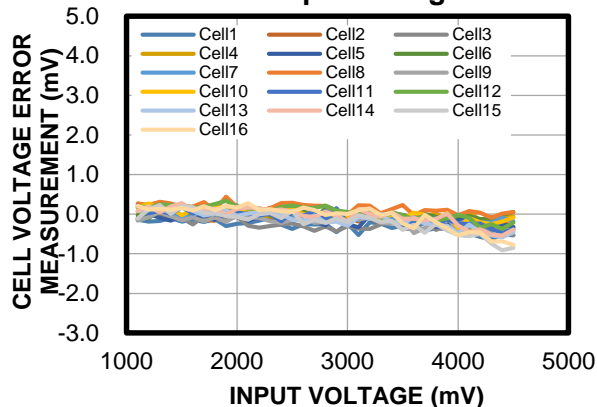 5.0
4.0
3.0
2.0
1.0
0.0
-1.0
-2.0
-3.0
CELL VOLTAGE ERROR
MEASUREMENT (mV)
Cell1 Cell2 Cell3
Cell4 Cell5 Cell6
Cell7 Cell8 Cell9
Cell10 Cell11 Cell12
Cell13 Cell14 Cell15
Cell16
1000 2000 3000 4000 5000
INPUT VOLTAGE (mV)